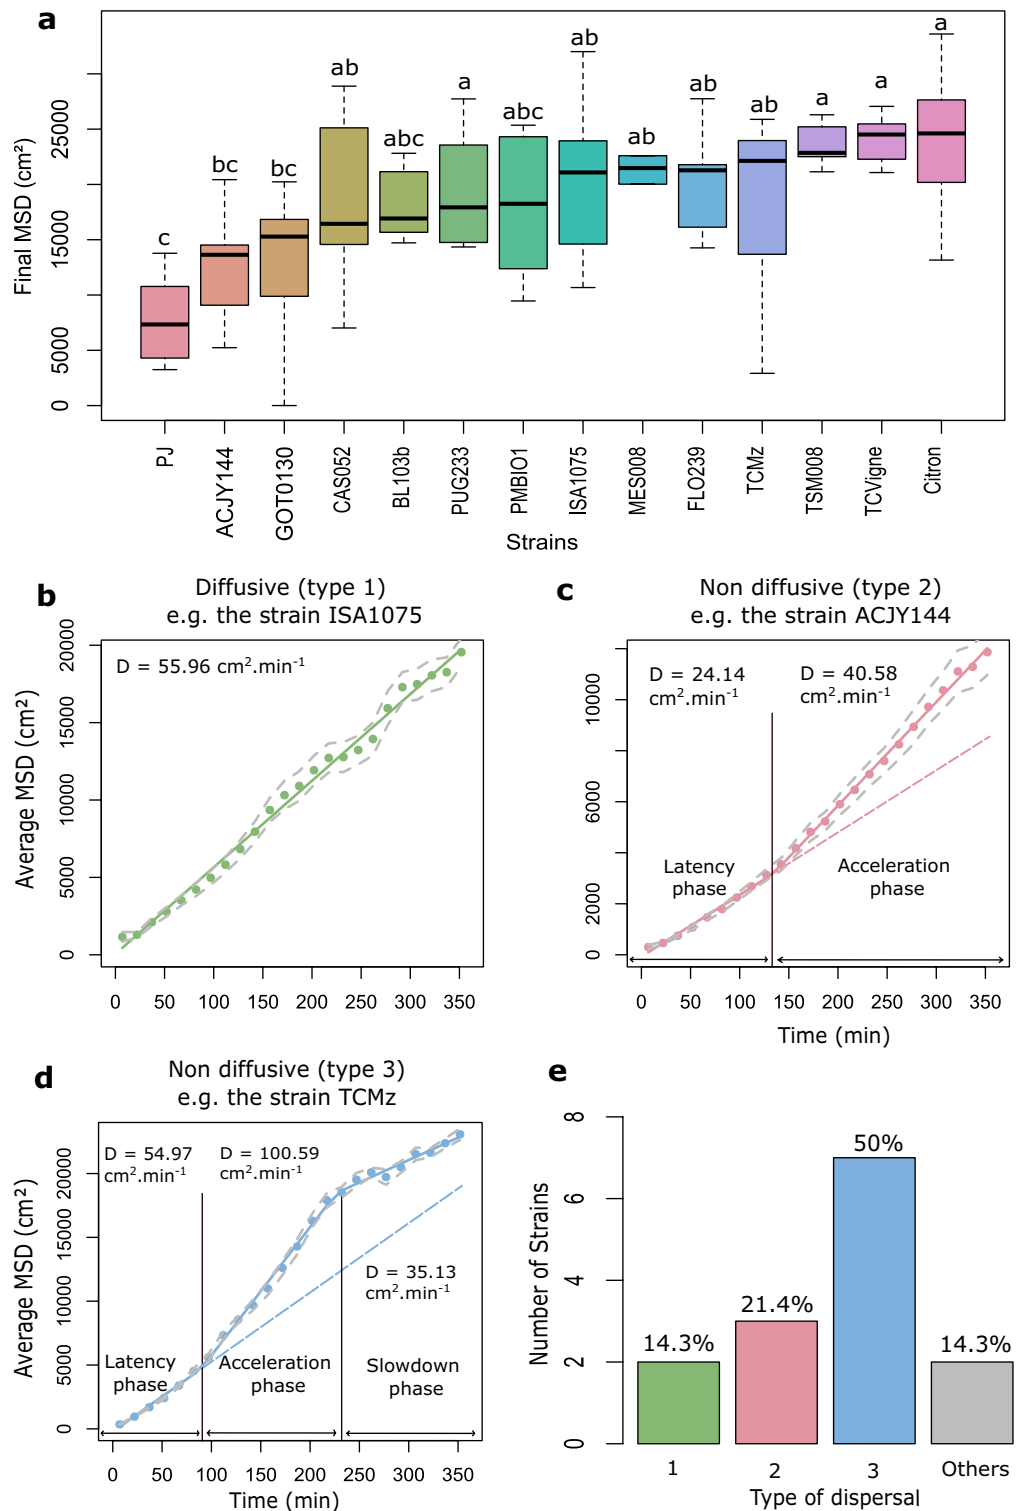 a
Final MSD (cm²)
0
5000
15000
25000
c
bc
bc
ab
abc
a
abc
ab
ab
ab
ab
a
a
a
PJ
ACJY144
GOT0130
CAS052
BL103b
PUG233
PMBIO1
ISA1075
MES008
FLO239
TCMz
TSM008
TCVigne
Citron
Strains
b
Diffusive (type 1)
e.g. the strain ISA1075
D = 55.96 cm².min⁻¹
Average MSD (cm²)
0
5000
10000
15000
20000
0 50 100 150 200 250 300 350
c
Non diffusive (type 2)
e.g. the strain ACJY144
D = 24.14
cm².min⁻¹
D = 40.58
cm².min⁻¹
Latency
phase
Acceleration
phase
0
2000
6000
10000
0 50 100 150 200 250 300 350
Time (min)
d
Non diffusive (type 3)
e.g. the strain TCMz
D = 54.97
cm².min⁻¹
D = 100.59
cm².min⁻¹
D = 35.13
cm².min⁻¹
Latency
phase
Acceleration
phase
Slowdown
phase
Average MSD (cm²)
0
5000
10000
15000
20000
0 50 100 150 200 250 300 350
Time (min)
e
Number of Strains
0
2
4
6
8
14.3%
21.4%
50%
14.3%
1 2 3 Others
Type of dispersal